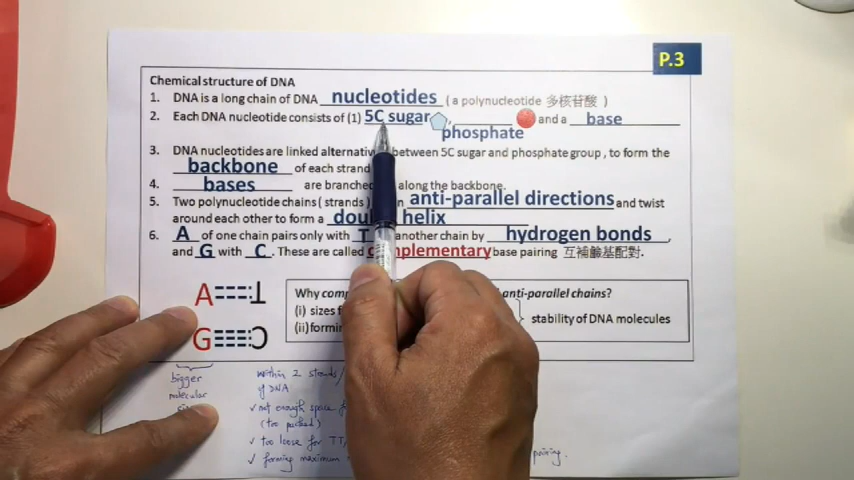 P.3
Chemical structure of DNA
1. DNA is a long chain of DNA nucleotides ( a polynucleotide 多核苷酸 )
2. Each DNA nucleotide consists of (1) 5C sugar, phosphate and a base
3. DNA nucleotides are linked between 5C sugar and phosphate group , to form the
backbone of each strand
4. bases are branched along the backbone.
5. Two polynucleotide chains ( strands ) anti-parallel directions and twist
around each other to form a helix
6. A of one chain pairs only with T another chain by hydrogen bonds ,
and G with C . These are called base pairing 互補鹼基配對.
A T
G C
Why anti-parallel chains?
(i) sizes
(ii) stability of DNA molecules
bigger
molecular
within 2 strands/
of DNA
✓ not enough space
(too packed)
✓ too loose for TT/
✓ forming maximum pairing.